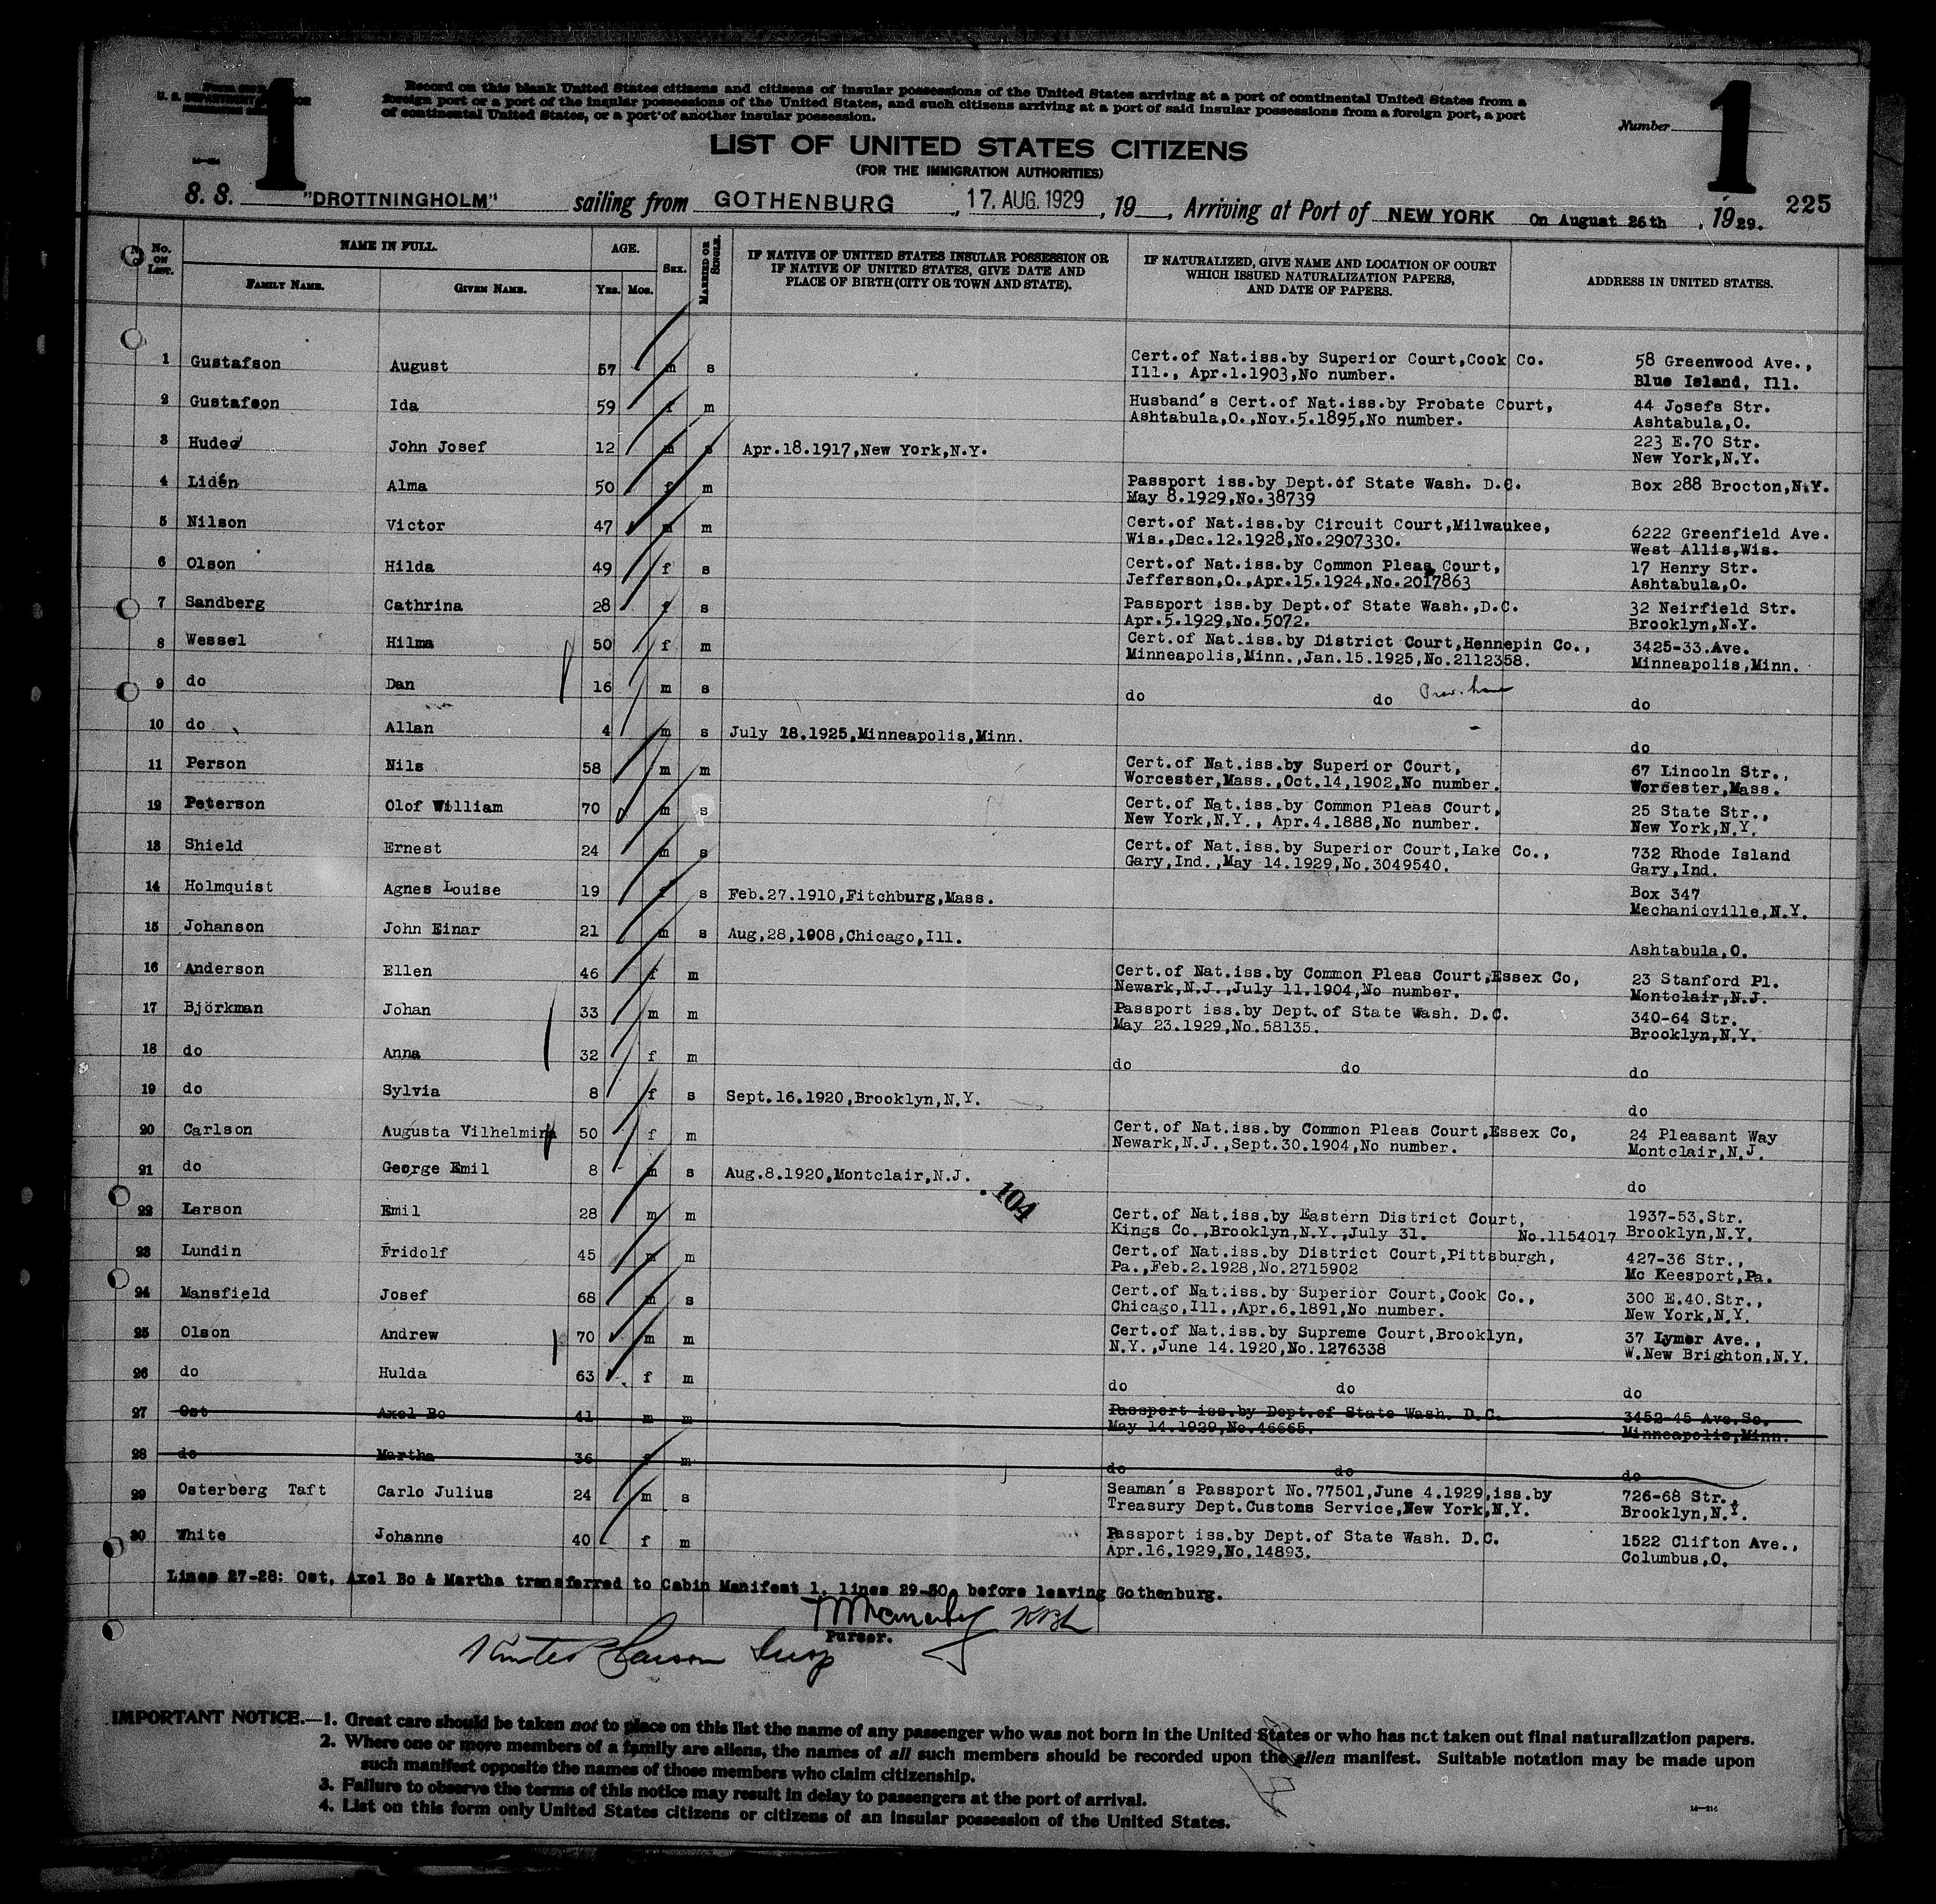 1
1
Record on this blank United States citizens and citizens of insular possessions of the United States arriving at a port of continental United States from a
foreign port or a port of the insular possessions of the United States, and such citizens arriving at a port of said insular possessions from a foreign port, a port
of continental United States, or a port of another insular possession.
Number
LIST OF UNITED STATES CITIZENS
(FOR THE IMMIGRATION AUTHORITIES)
S. S. "DROTTNINGHOLM" sailing from GOTHENBURG, 17. AUG. 1929, 19 , Arriving at Port of NEW YORK On August 26th, 1929. 225
No. on List. NAME IN FULL. AGE. Sex. Married or Single. IF NATIVE OF UNITED STATES INSULAR POSSESSION OR IF NATIVE OF UNITED STATES, GIVE DATE AND PLACE OF BIRTH (CITY OR TOWN AND STATE). IF NATURALIZED, GIVE NAME AND LOCATION OF COURT WHICH ISSUED NATURALIZATION PAPERS, AND DATE OF PAPERS. ADDRESS IN UNITED STATES.
Family Name. Given Name. Yrs. Mos.
1 Gustafson August 57 m s Cert.of Nat.iss.by Superior Court,Cook Co. 58 Greenwood Ave.,
Ill., Apr.1.1903,No number. Blue Island, Ill.
2 Gustafson Ida 59 f m Husband's Cert.of Nat.iss.by Probate Court, 44 Josefs Str.
Ashtabula,O.,Nov.5.1895,No number. Ashtabula,O.
3 Hudec John Josef 12 m s Apr.18.1917,New York,N.Y. 223 E.70 Str.
New York,N.Y.
4 Lidén Alma 50 f m Passport iss.by Dept.of State Wash. D.C. Box 288 Brocton,N.Y.
May 8.1929,No.38739
5 Nilson Victor 47 m m Cert.of Nat.iss.by Circuit Court,Milwaukee, 6222 Greenfield Ave.
Wis.,Dec.12.1928,No.2907330. West Allis,Wis.
6 Olson Hilda 49 f s Cert.of Nat.iss.by Common Pleas Court, 17 Henry Str.
Jefferson,O.,Apr.15.1924,No.2017863 Ashtabula,O.
7 Sandberg Cathrina 28 f s Passport iss.by Dept.of State Wash.,D.C. 32 Neirfield Str.
Apr.5.1929,No.5072. Brooklyn,N.Y.
8 Wessel Hilma 50 f m Cert.of Nat.iss.by District Court,Hennepin Co., 3425-33.Ave.
Minneapolis,Minn.,Jan.15.1925,No.2112358. Minneapolis,Minn.
9 do Dan 16 m s do do do
10 do Allan 4 m s July 18.1925,Minneapolis,Minn. do
11 Person Nils 58 m m Cert.of Nat.iss.by Superior Court, 67 Lincoln Str.,
Worcester,Mass.,Oct.14,1902,No number. Worcester,Mass.
12 Peterson Olof William 70 m s Cert.of Nat.iss.by Common Pleas Court, 25 State Str.,
New York,N.Y., Apr.4.1888,No number. New York,N.Y.
13 Shield Ernest 24 m s Cert.of Nat.iss.by Superior Court,Lake Co., 732 Rhode Island
Gary,Ind.,May 14.1929,No.3049540. Gary,Ind.
14 Holmquist Agnes Louise 19 f s Feb.27.1910,Fitchburg,Mass. Box 347
Mechanicville,N.Y.
15 Johanson John Einar 21 m s Aug,28,1908,Chicago,Ill. Ashtabula,O.
16 Anderson Ellen 46 f m Cert.of Nat.iss.by Common Pleas Court,Essex Co, 23 Stanford Pl.
Newark,N.J.,July 11.1904,No number. Montclair,N.J.
17 Björkman Johan 33 m m Passport iss.by Dept.of State Wash. D.C. 340-64 Str.
May 23.1929,No.58135. Brooklyn,N.Y.
18 do Anna 32 f m do do do
19 do Sylvia 8 f s Sept.16.1920,Brooklyn,N.Y. do
20 Carlson Augusta Vilhelmina 50 f m Cert.of Nat.iss.by Common Pleas Court,Essex Co, 24 Pleasant Way
Newark,N.J.,Sept.30.1904,No number. Montclair,N.J.
21 do George Emil 8 m s Aug.8.1920,Montclair,N.J. do
104
22 Larson Emil 28 m m Cert.of Nat.iss.by Eastern District Court, 1937-53.Str.
Kings Co.,Brooklyn,N.Y.,July 31. No.1154017 Brooklyn,N.Y.
23 Lundin Fridolf 45 m m Cert.of Nat.iss.by District Court,Pittsburgh, 427-36 Str.,
Pa.,Feb.2.1928,No.2715902 Mc Keesport,Pa.
24 Mansfield Josef 68 m s Cert.of Nat.iss.by Superior Court,Cook Co., 300 E.40.Str.,
Chicago,Ill.,Apr.6.1891,No number. New York,N.Y.
25 Olson Andrew 70 m m Cert.of Nat.iss.by Supreme Court,Brooklyn, 37 Lymer Ave.,
N.Y.,June 14.1920,No.1276338 W.New Brighton,N.Y.
26 do Hulda 63 f m do do do
27 Ost Axel Bo 41 m m Passport iss.by Dept.of State Wash. D.C. 3452-45 Ave.So.
May 14.1929,No.46665. Minneapolis,Minn.
28 do Martha 36 f m do do do
29 Osterberg Taft Carlo Julius 24 m s Seaman's Passport No.77501,June 4.1929,iss.by 726-68 Str.,
Treasury Dept.Customs Service,New York,N.Y. Brooklyn,N.Y.
30 White Johanne 40 f m Passport iss.by Dept.of State Wash. D.C. 1522 Clifton Ave.,
Apr.16.1929,No.14893. Columbus,O.
Lines 27-28: Ost, Axel Bo & Martha transferred to Cabin Manifest 1, lines 29-30, before leaving Gothenburg.
Purser.
IMPORTANT NOTICE.—1. Great care should be taken not to place on this list the name of any passenger who was not born in the United States or who has not taken out final naturalization papers.
2. Where one or more members of a family are aliens, the names of all such members should be recorded upon the alien manifest. Suitable notation may be made upon
such manifest opposite the names of those members who claim citizenship.
3. Failure to observe the terms of this notice may result in delay to passengers at the port of arrival.
4. List on this form only United States citizens or citizens of an insular possession of the United States.